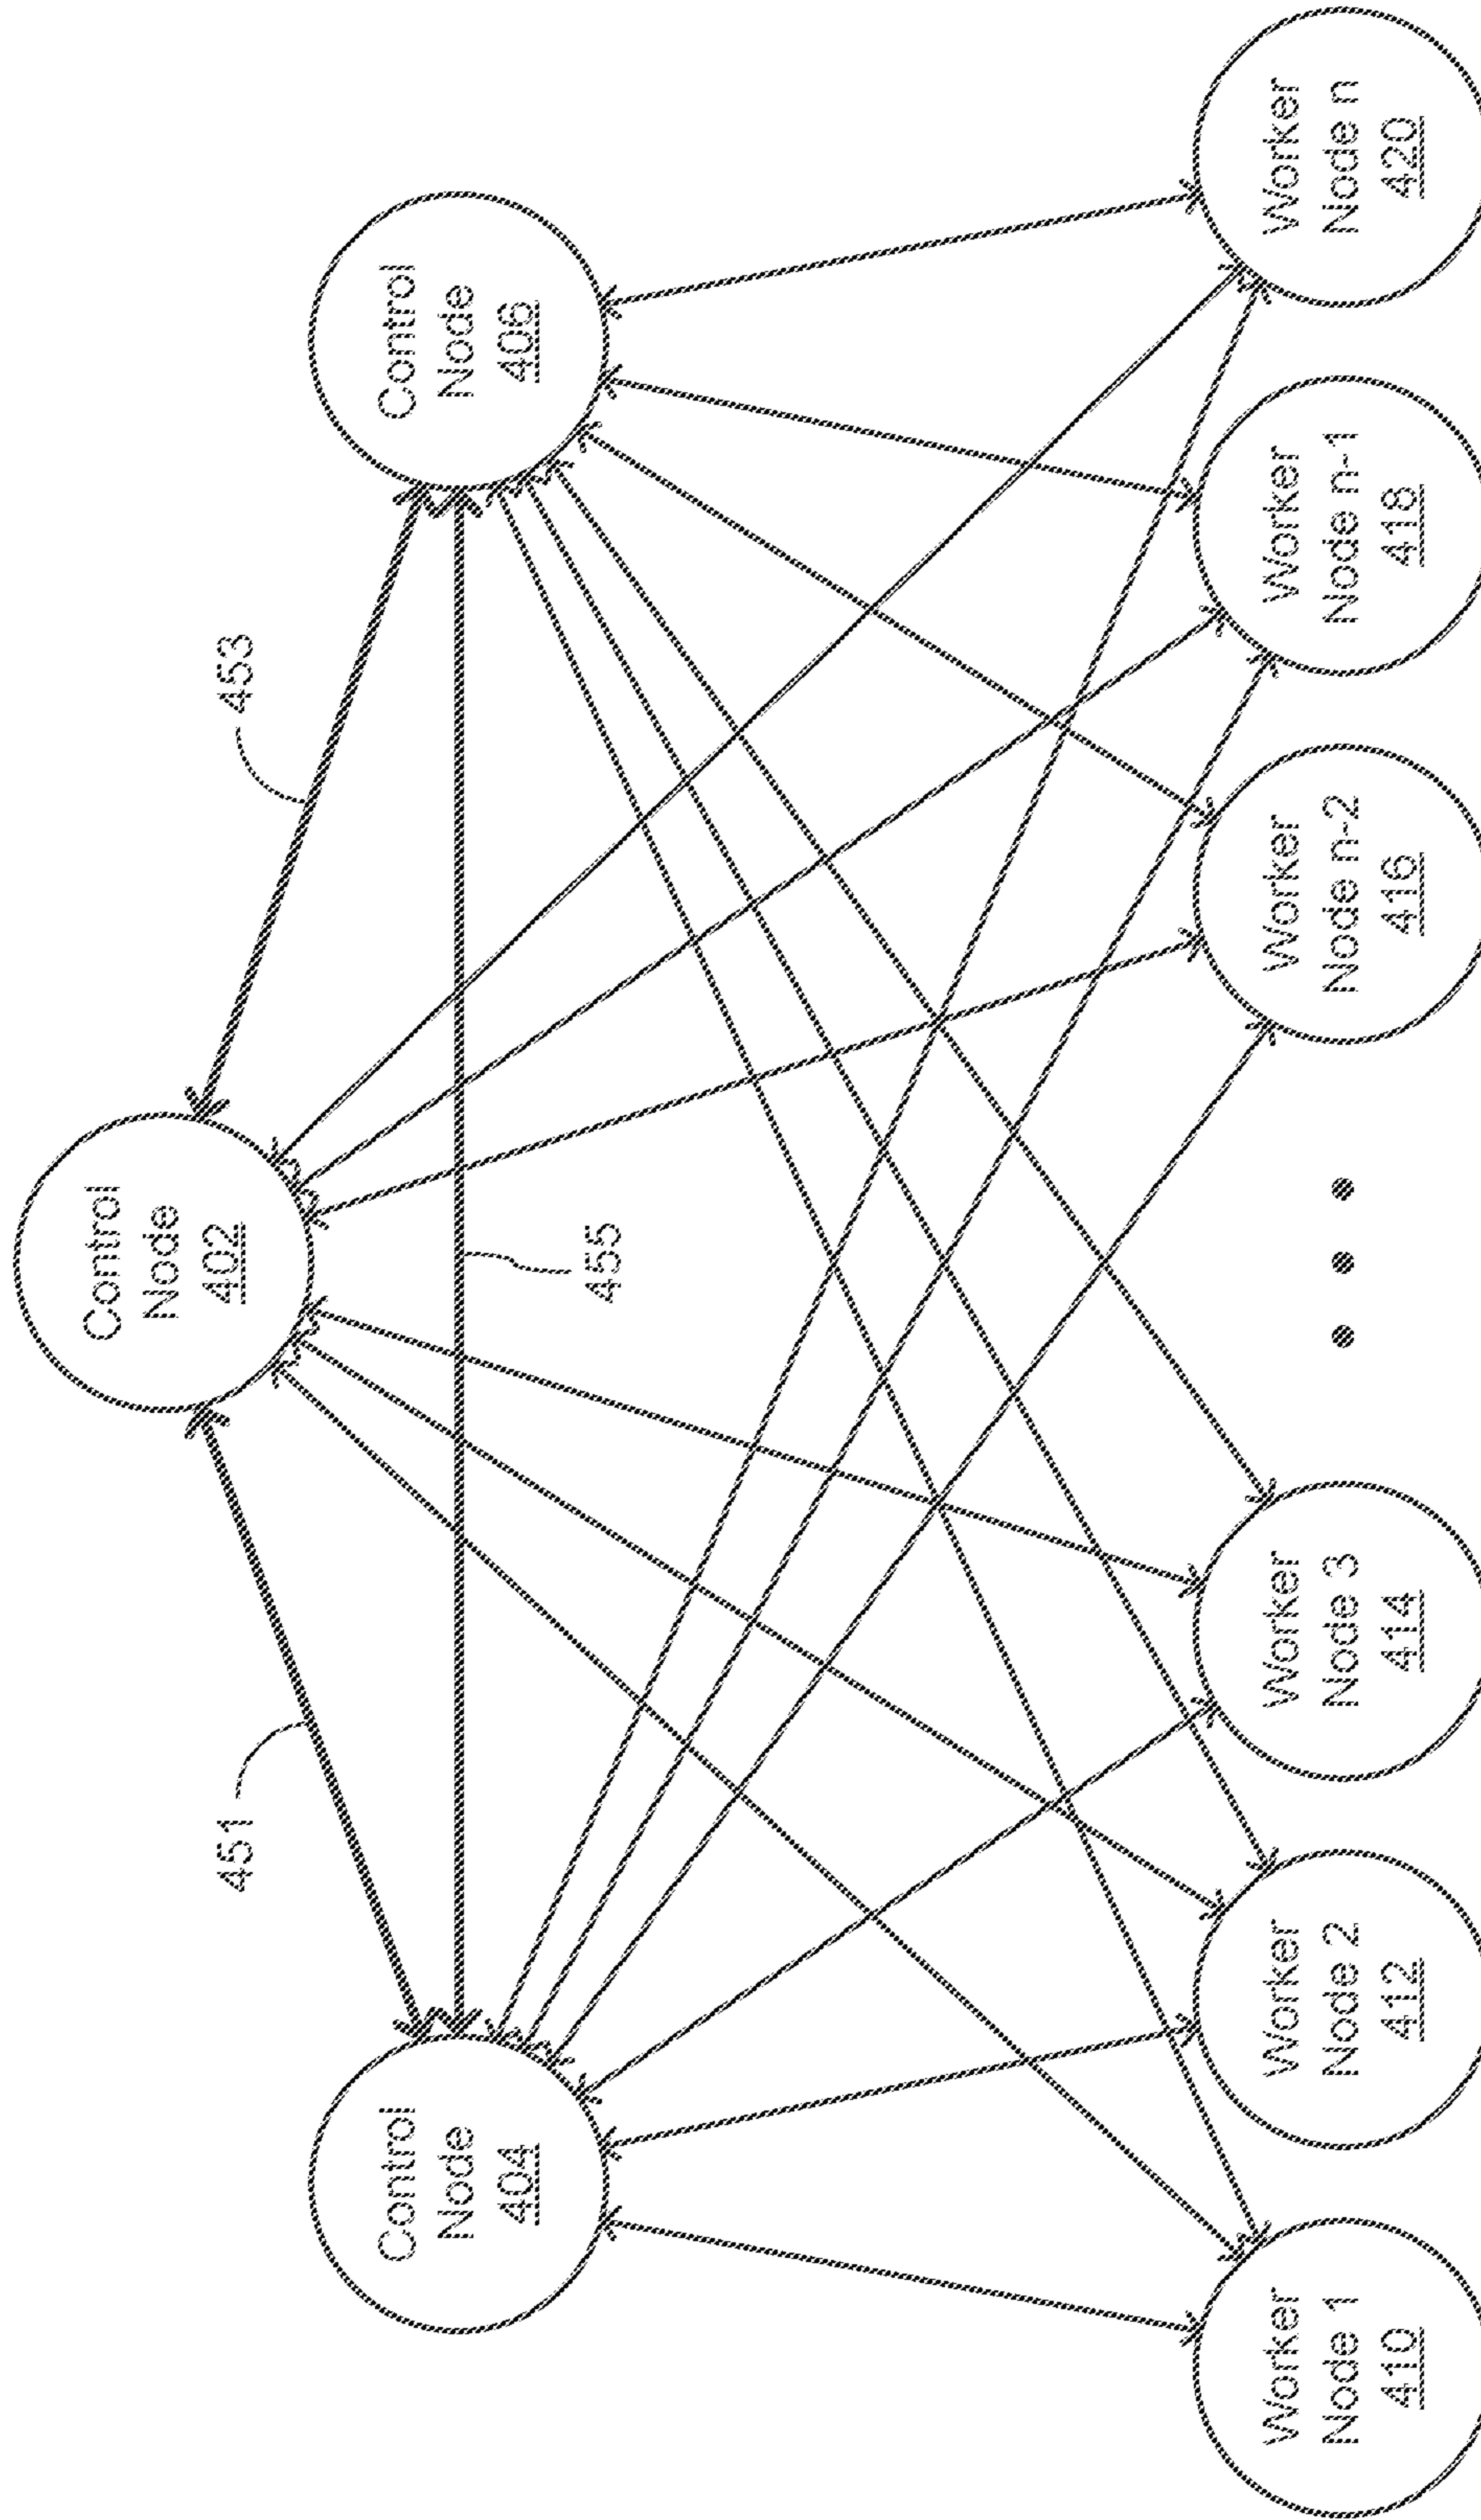 Control
Node
402
451
453
Control
Node
404
Control
Node
406
455
Worker
Node 1
410
Worker
Node 2
412
Worker
Node 3
414
Worker
Node n-2
416
Worker
Node n-1
418
Worker
Node n
420